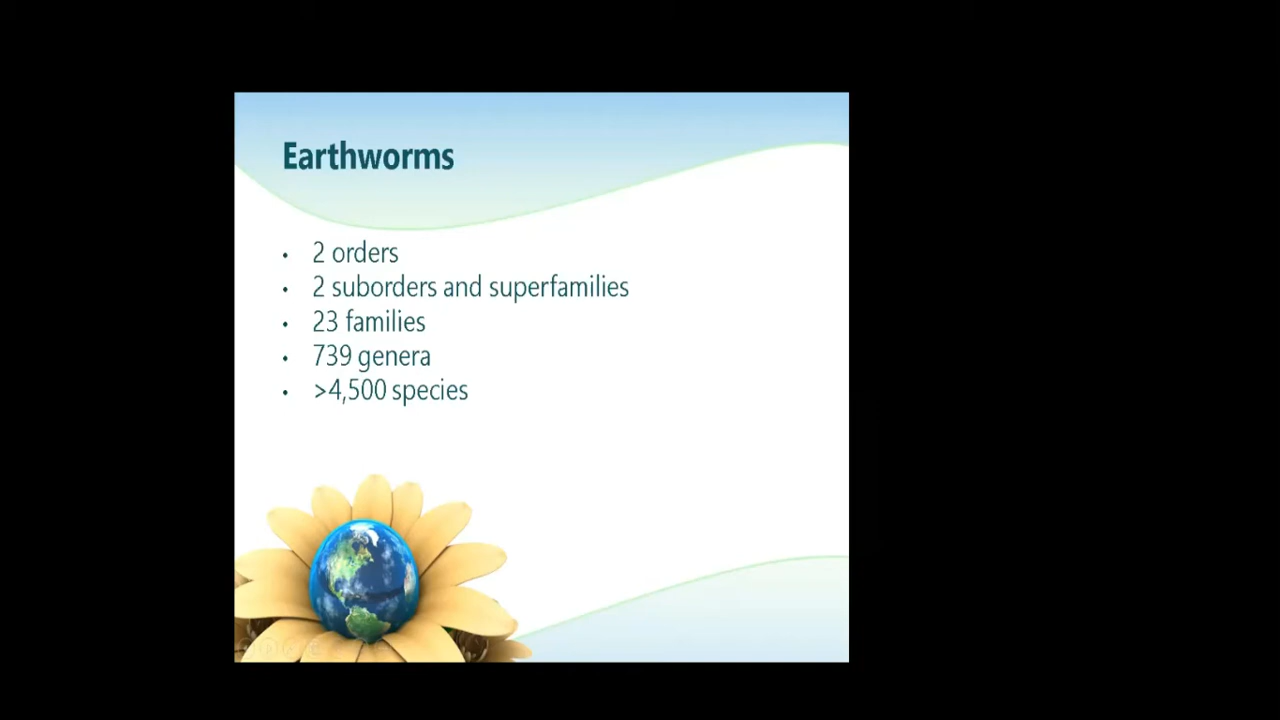 Earthworms
• 2 orders
• 2 suborders and superfamilies
• 23 families
• 739 genera
• >4,500 species